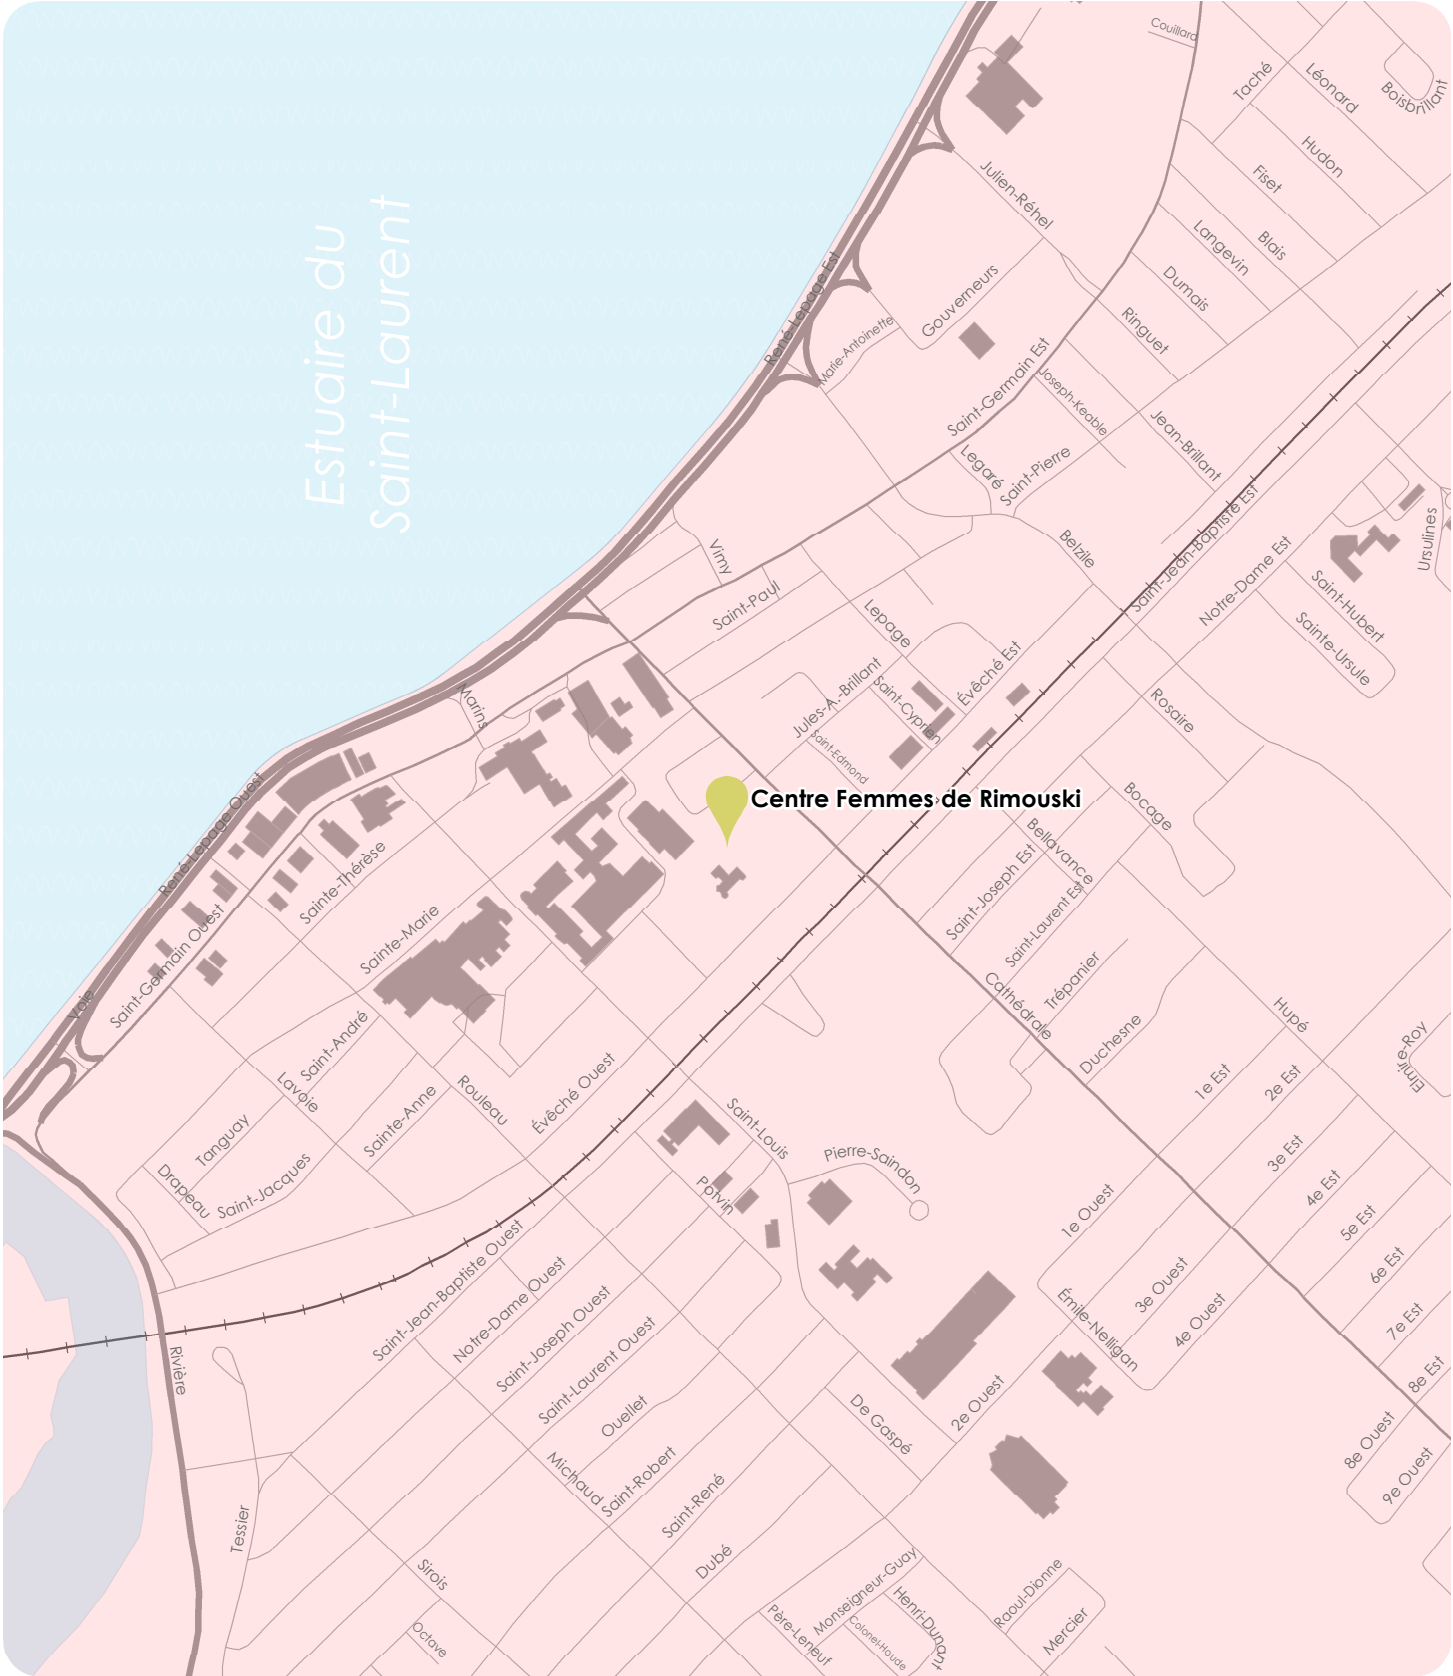 Couillard
Taché
Léonard
Boisbrillant
Hudon
Fiset
Julien-Réhel
Blais
Langevin
Dumais
Ringuet
Estuaire du
Saint-Laurent
René-Lepage Est
Gouverneurs
Marie-Antoinette
Saint-Germain Est
Joseph-Keable
Jean-Brillant
Legaré
Saint-Pierre
Belzile
Vimy
Saint-Jean-Baptiste Est
Notre-Dame Est
Ursulines
Saint-Hubert
Sainte-Ursule
Saint-Paul
Lepage
Évêché Est
Jules-A.-Brillant
Saint-Cyprien
Saint-Edmond
Marins
Rosaire
Centre Femmes de Rimouski
Bocage
Bellavance
René-Lepage Ouest
Sainte-Thérèse
Saint-Joseph Est
Saint-Laurent Est
Sainte-Marie
Saint-Germain Ouest
Voie
Cathédrale
Trépanier
Duchesne
Hupé
Elmire-Roy
Saint-André
Lavoie
Rouleau
Évêché Ouest
Sainte-Anne
Tanguay
Drapeau
Saint-Jacques
1e Est
2e Est
3e Est
4e Est
5e Est
6e Est
7e Est
8e Est
Saint-Louis
Pierre-Saindon
Potvin
1e Ouest
3e Ouest
4e Ouest
Émile-Nelligan
2e Ouest
De Gaspé
Saint-Jean-Baptiste Ouest
Notre-Dame Ouest
Saint-Joseph Ouest
Saint-Laurent Ouest
Ouellet
Rivière
Michaud
Saint-Robert
Saint-René
8e Ouest
9e Ouest
Tessier
Sirois
Dubé
Octave
Monseigneur-Guay
Père-Leneuf
Colonel-Houde
Henri-Dunant
Raoul-Dionne
Mercier